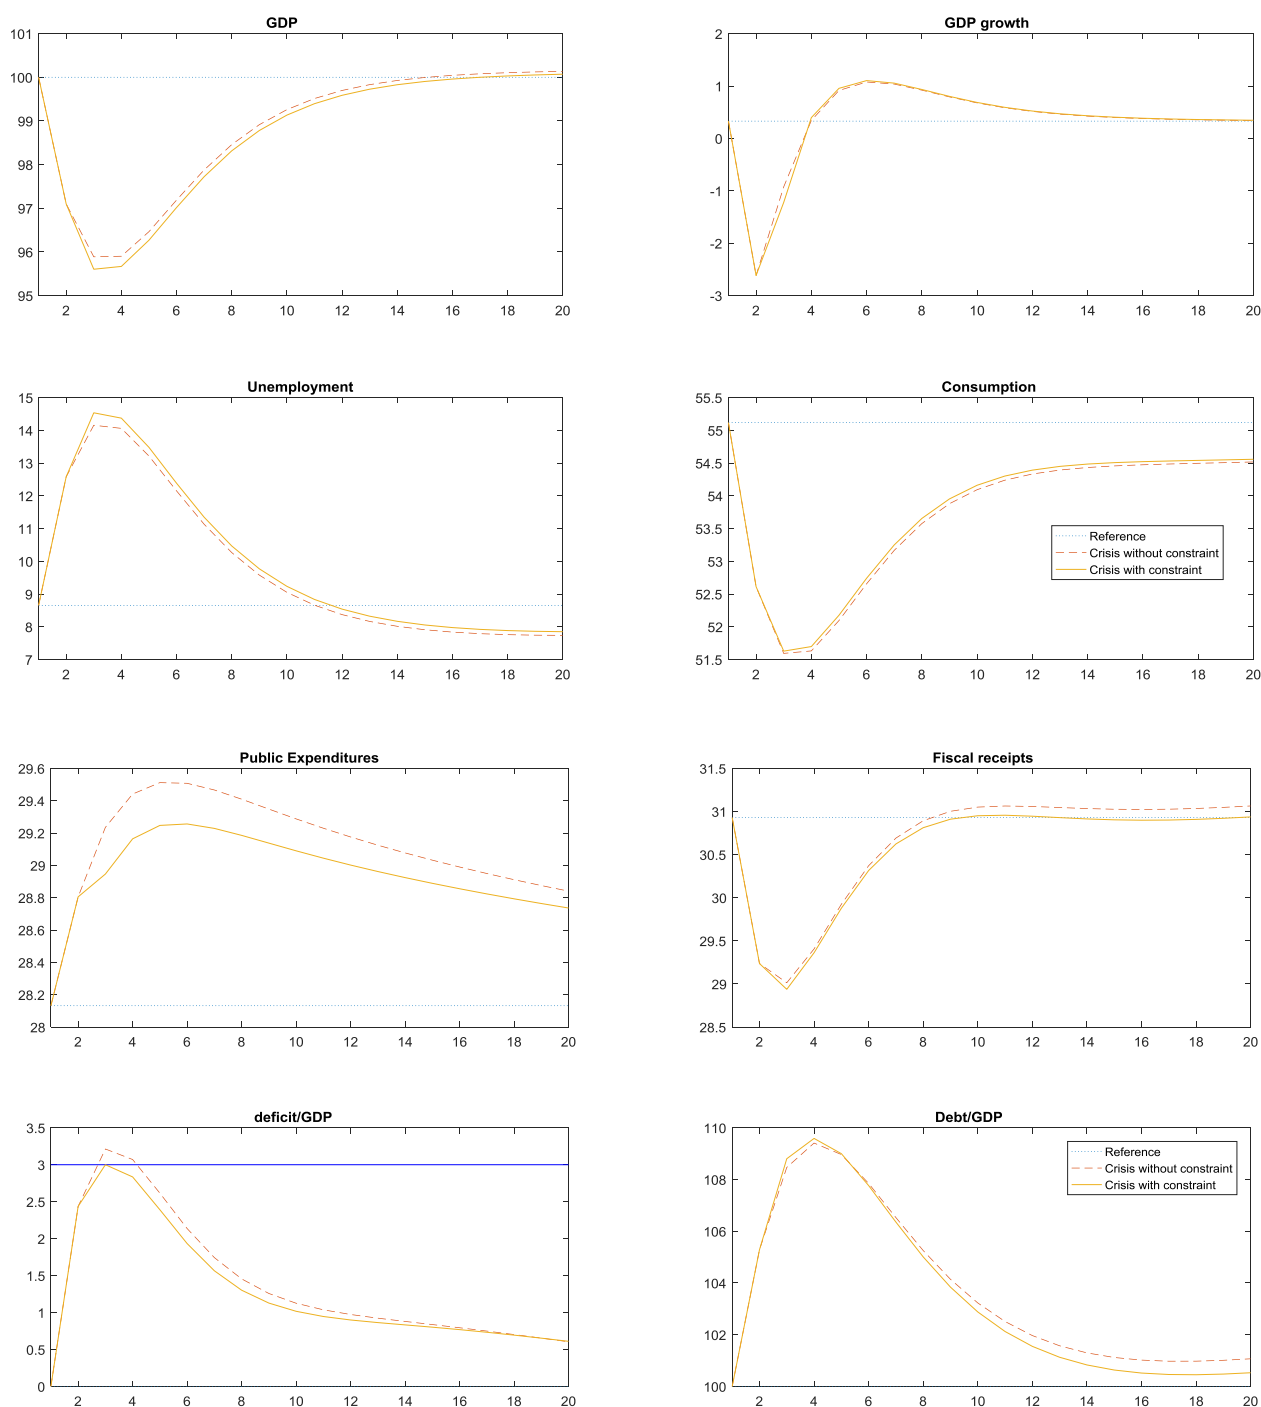 GDP
101
100
99
98
97
96
95
2 4 6 8 10 12 14 16 18 20
GDP growth
2
1
0
-1
-2
-3
2 4 6 8 10 12 14 16 18 20
Unemployment
15
14
13
12
11
10
9
8
7
2 4 6 8 10 12 14 16 18 20
Consumption
55.5
55
54.5
54
53.5
53
52.5
52
51.5
Reference
Crisis without constraint
Crisis with constraint
2 4 6 8 10 12 14 16 18 20
Public Expenditures
29.6
29.4
29.2
29
28.8
28.6
28.4
28.2
28
2 4 6 8 10 12 14 16 18 20
Fiscal receipts
31.5
31
30.5
30
29.5
29
28.5
2 4 6 8 10 12 14 16 18 20
deficit/GDP
3.5
3
2.5
2
1.5
1
0.5
0
2 4 6 8 10 12 14 16 18 20
Debt/GDP
110
108
106
104
102
100
Reference
Crisis without constraint
Crisis with constraint
2 4 6 8 10 12 14 16 18 20